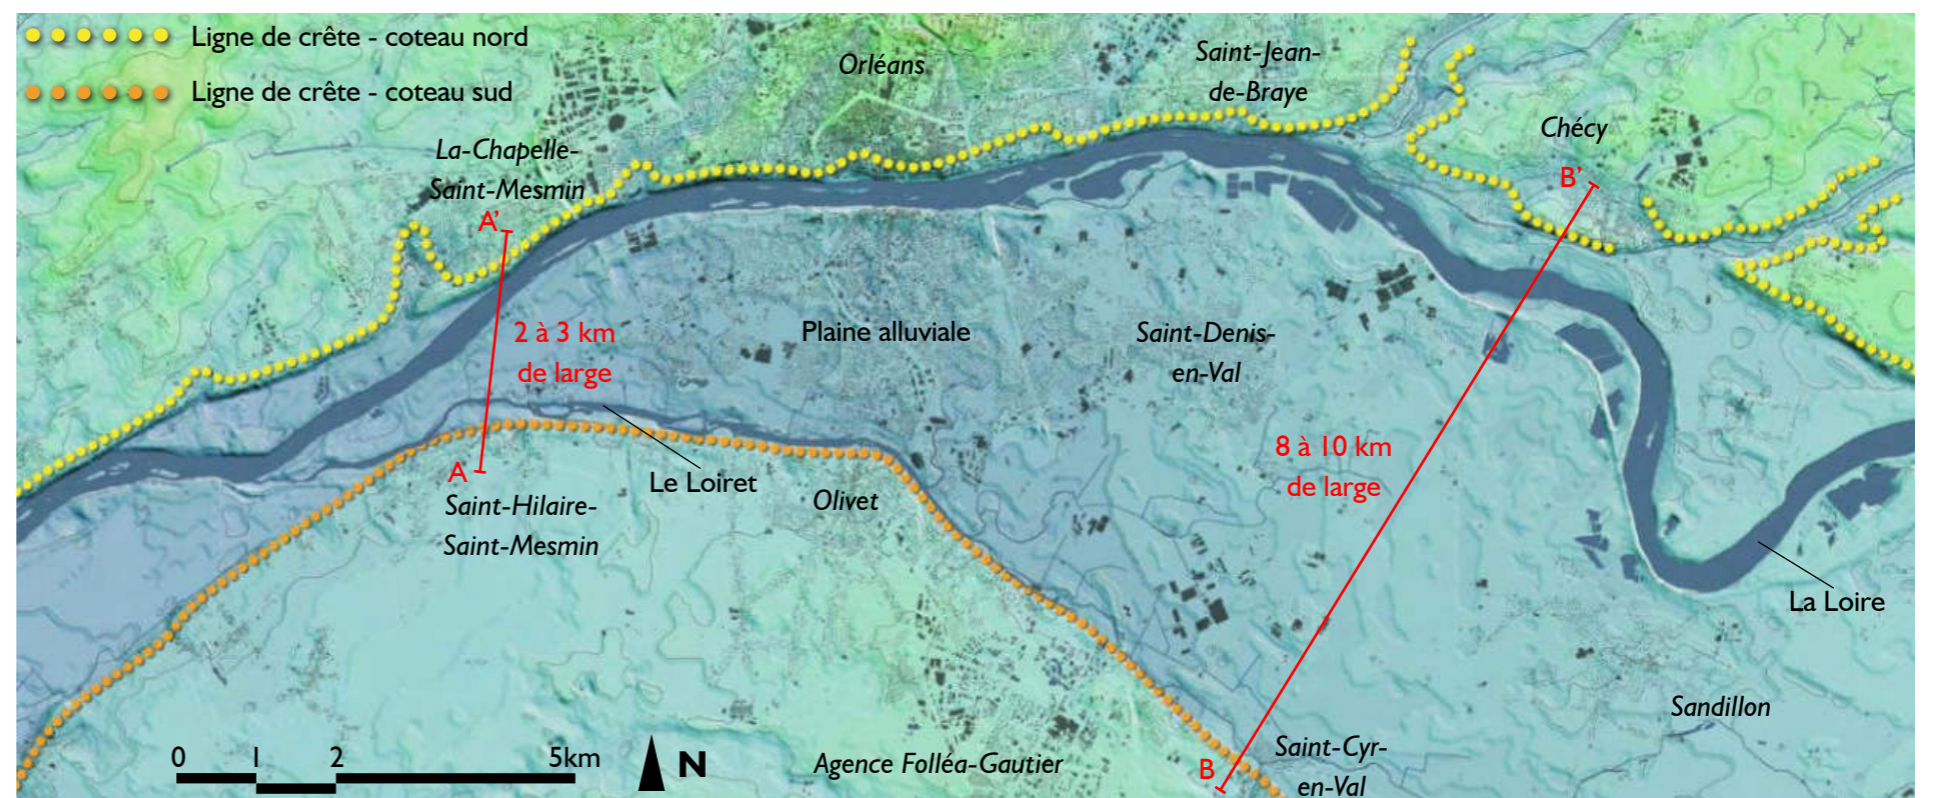 Ligne de crête - coteau nord
Ligne de crête - coteau sud
Orléans
Saint-Jean-
de-Braye
Chécy
La-Chapelle-
Saint-Mesmin
A'
B'
2 à 3 km
de large
Plaine alluviale
Saint-Denis-
en-Val
8 à 10 km
de large
A
Le Loiret
Olivet
Saint-Hilaire-
Saint-Mesmin
La Loire
Sandillon
0 1 2 5km
N
Agence Folléa-Gautier
B
Saint-Cyr-
en-Val